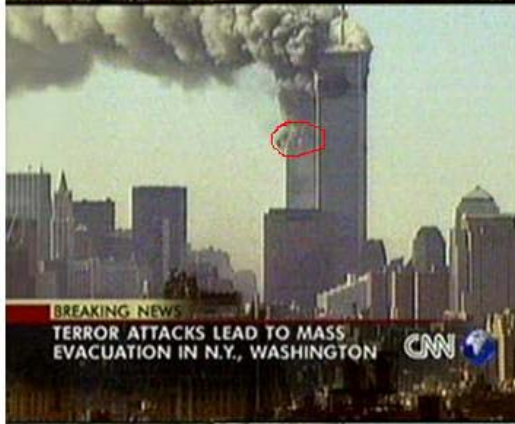 BREAKING NEWS
TERROR ATTACKS LEAD TO MASS
EVACUATION IN N.Y., WASHINGTON
CNN